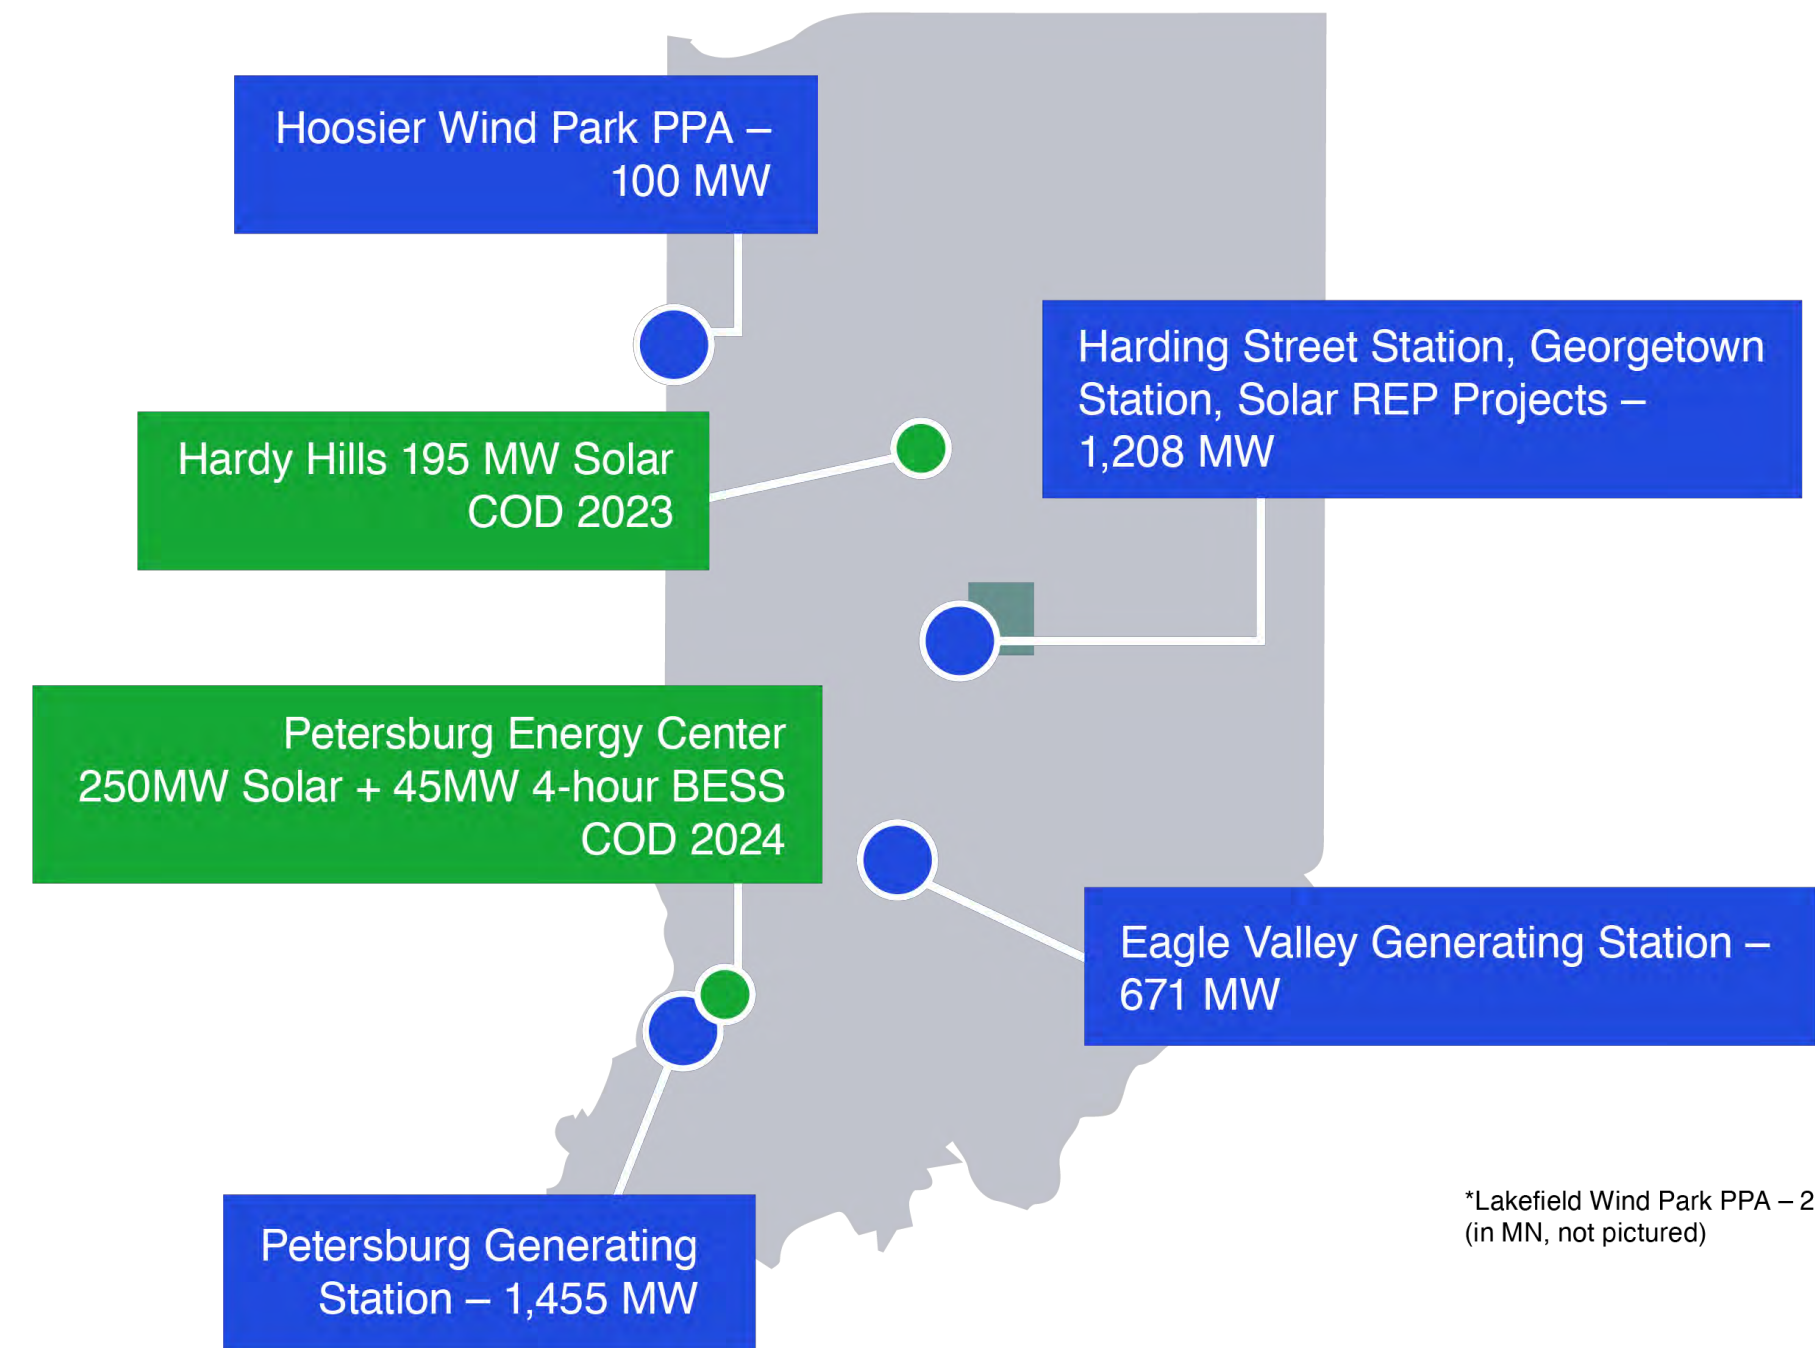 Hoosier Wind Park PPA –
100 MW
Harding Street Station, Georgetown
Station, Solar REP Projects –
1,208 MW
Hardy Hills 195 MW Solar
COD 2023
Petersburg Energy Center
250MW Solar + 45MW 4-hour BESS
COD 2024
Eagle Valley Generating Station –
671 MW
*Lakefield Wind Park PPA – 2
(in MN, not pictured)
Petersburg Generating
Station – 1,455 MW